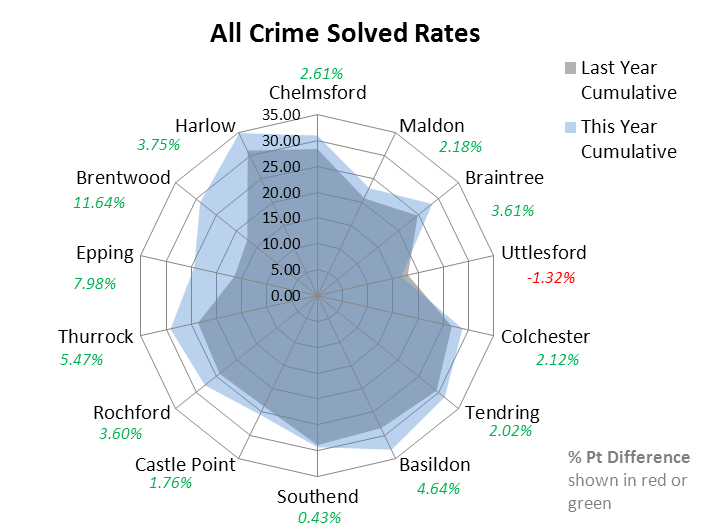 All Crime Solved Rates
Last Year
Cumulative
This Year
Cumulative
2.61%
Chelmsford
Maldon
2.18%
Braintree
3.61%
Uttlesford
-1.32%
Colchester
2.12%
Tendring
2.02%
Basildon
4.64%
Southend
0.43%
Castle Point
1.76%
Rochford
3.60%
Thurrock
5.47%
Epping
7.98%
Brentwood
11.64%
Harlow
3.75%
35.00
30.00
25.00
20.00
15.00
10.00
5.00
0.00
% Pt Difference
shown in red or
green